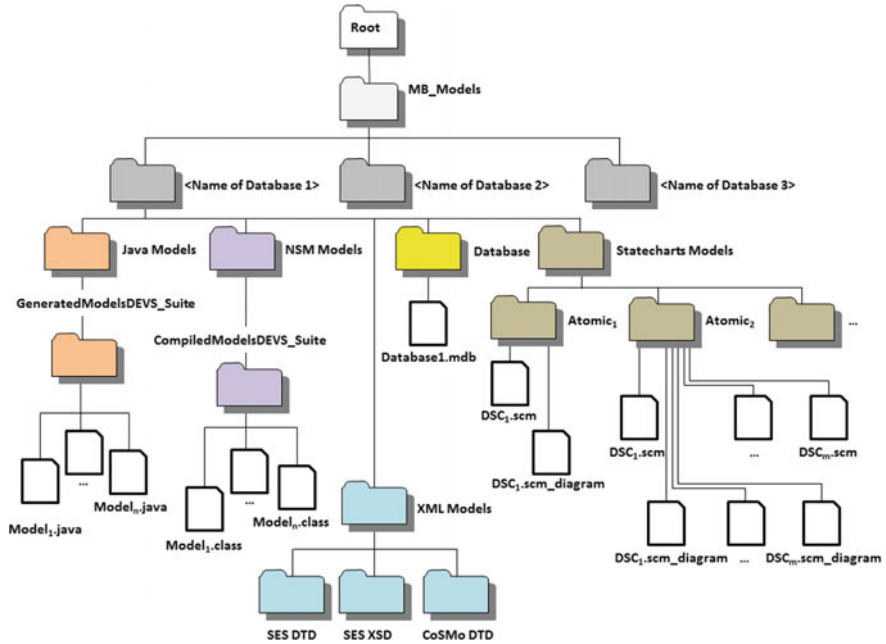 Root
MB_Models
<Name of Database 1>
<Name of Database 2>
<Name of Database 3>
Java Models
NSM Models
Database
Statecharts Models
GeneratedModelsDEVS_Suite
CompiledModelsDEVS_Suite
Database1.mdb
Atomic₁
Atomic₂
...
DSC₁.scm
DSC₁.scm_diagram
DSC₁.scm
...
DSCₘ.scm
DSC₁.scm_diagram
...
DSCₘ.scm_diagram
Model₁.java
...
Modelₙ.java
Model₁.class
...
Modelₙ.class
XML Models
SES DTD
SES XSD
CoSMo DTD